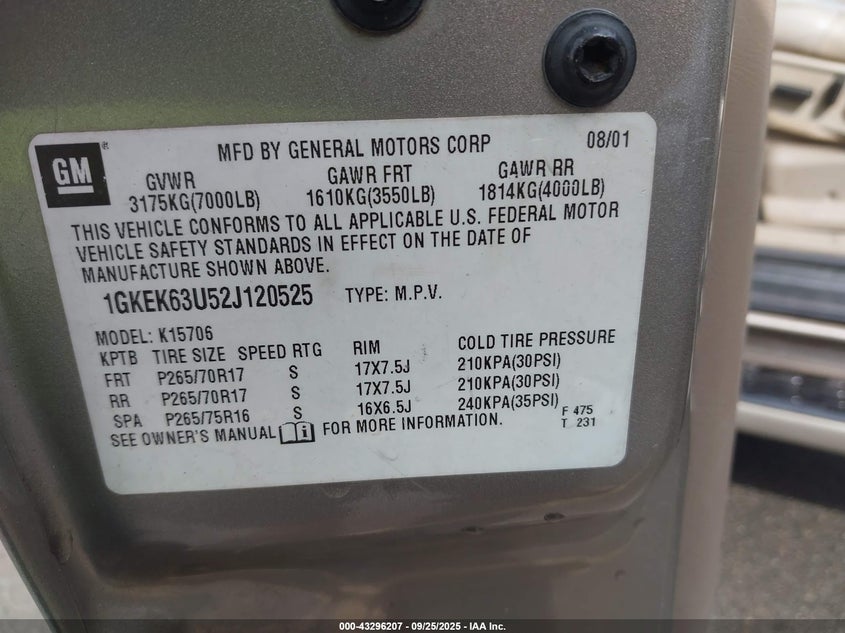 GM
MFD BY GENERAL MOTORS CORP 08/01
GVWR GAWR FRT GAWR RR
3175KG(7000LB) 1610KG(3550LB) 1814KG(4000LB)
THIS VEHICLE CONFORMS TO ALL APPLICABLE U.S. FEDERAL MOTOR
VEHICLE SAFETY STANDARDS IN EFFECT ON THE DATE OF
MANUFACTURE SHOWN ABOVE.
1GKEK63U52J120525 TYPE: M.P.V.
MODEL: K15706
KPTB TIRE SIZE SPEED RTG RIM COLD TIRE PRESSURE
FRT P265/70R17 S 17X7.5J 210KPA(30PSI)
RR P265/70R17 S 17X7.5J 210KPA(30PSI)
SPA P265/75R16 S 16X6.5J 240KPA(35PSI) F 475
SEE OWNER'S MANUAL FOR MORE INFORMATION. T 231
000-43296207 - 09/25/2025 - IAA Inc.